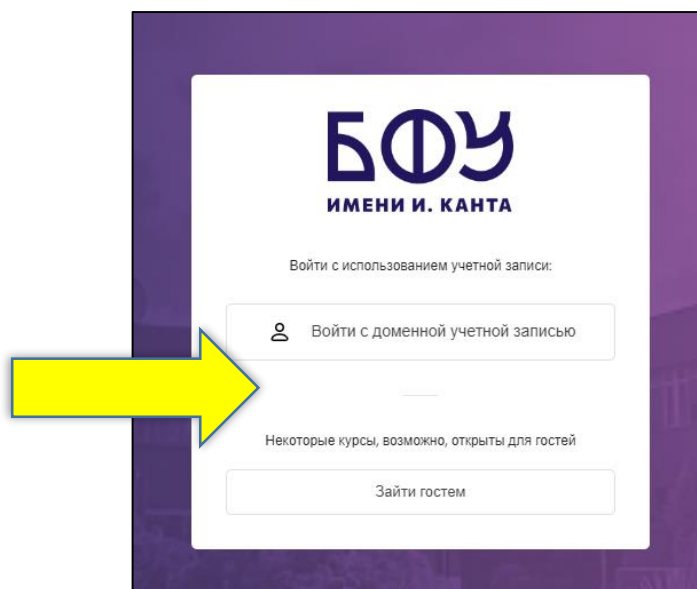 БФУ
ИМЕНИ И. КАНТА
Войти с использованием учетной записи:
Войти с доменной учетной записью
Некоторые курсы, возможно, открыты для гостей
Зайти гостем